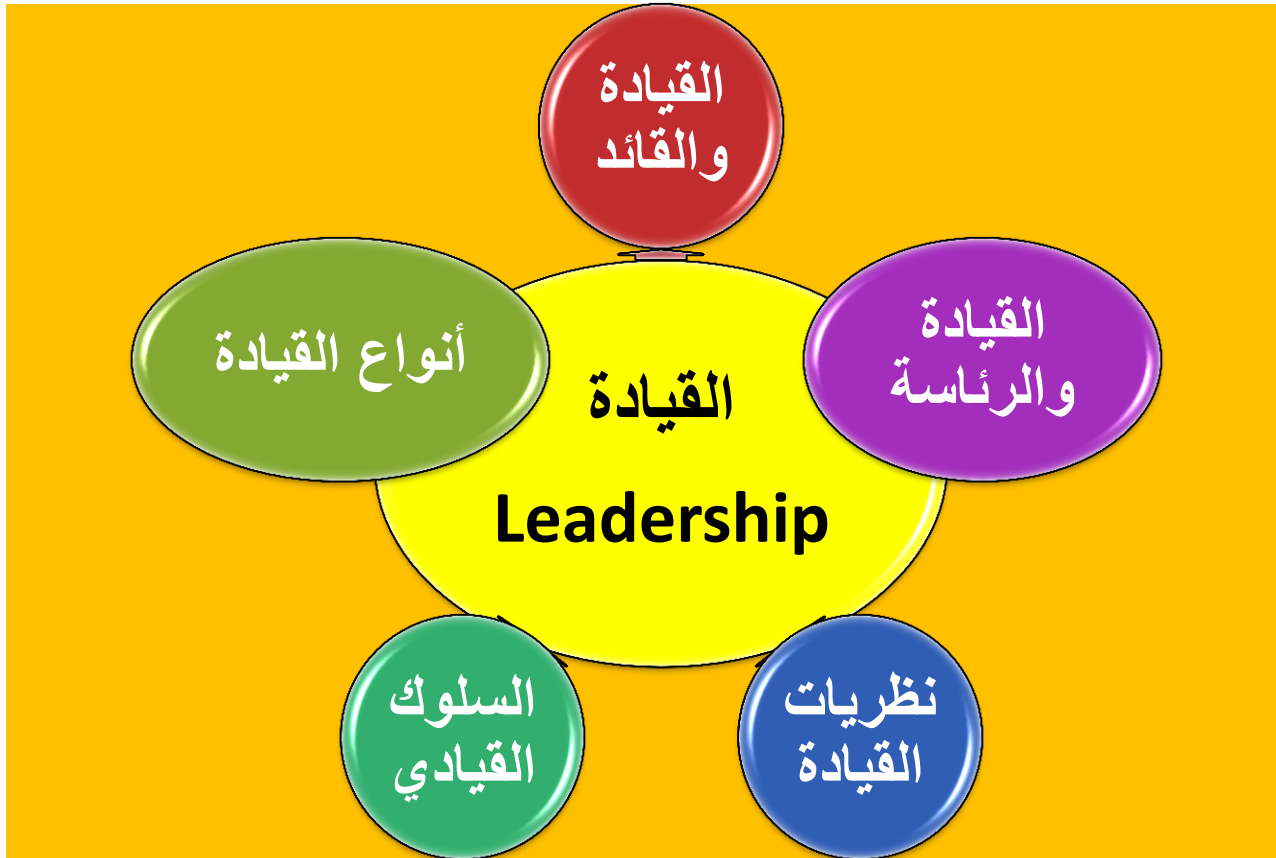 القيادة
والقائد
القيادة
والرئاسة
أنواع القيادة
القيادة
Leadership
نظريات
القيادة
السلوك
القيادي